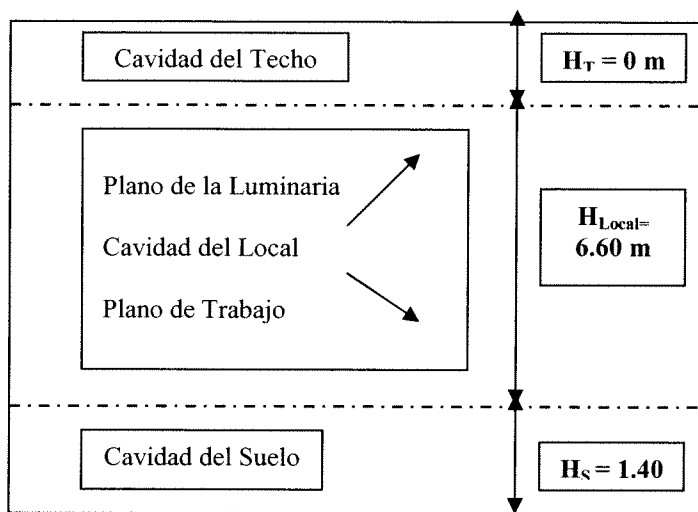 Cavidad del Techo
H_T = 0 m
Plano de la Luminaria
Cavidad del Local
Plano de Trabajo
H_Local=
6.60 m
Cavidad del Suelo
H_S = 1.40